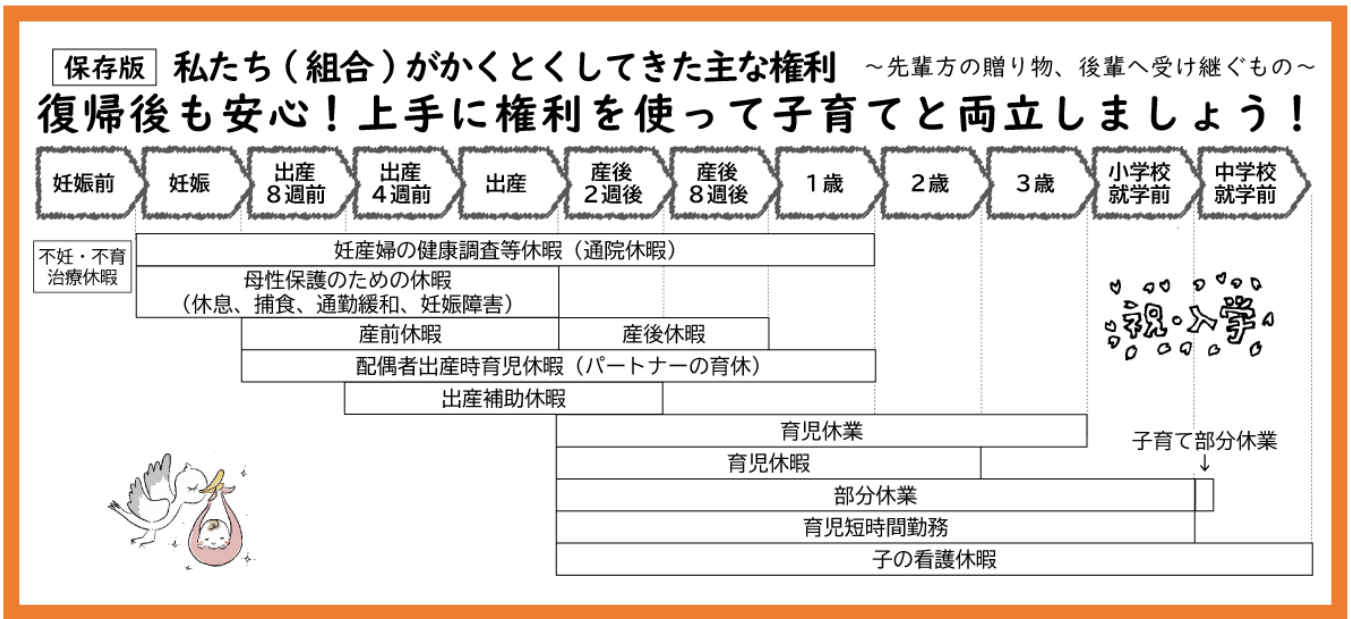 保存版 私たち(組合)がかくとくしてきた主な権利 ～先輩方の贈り物、後輩へ受け継ぐもの～
復帰後も安心！上手に権利を使って子育てと両立しましょう！
妊娠前
妊娠
出産
8週前
出産
4週前
出産
産後
2週後
産後
8週後
1歳
2歳
3歳
小学校
就学前
中学校
就学前
不妊・不育
治療休暇
妊産婦の健康調査等休暇（通院休暇）
母性保護のための休暇
（休息、捕食、通勤緩和、妊娠障害）
産前休暇
産後休暇
配偶者出産時育児休暇（パートナーの育休）
出産補助休暇
育児休業
育児休暇
子育て部分休業
↓
部分休業
育児短時間勤務
子の看護休暇
祝・入学